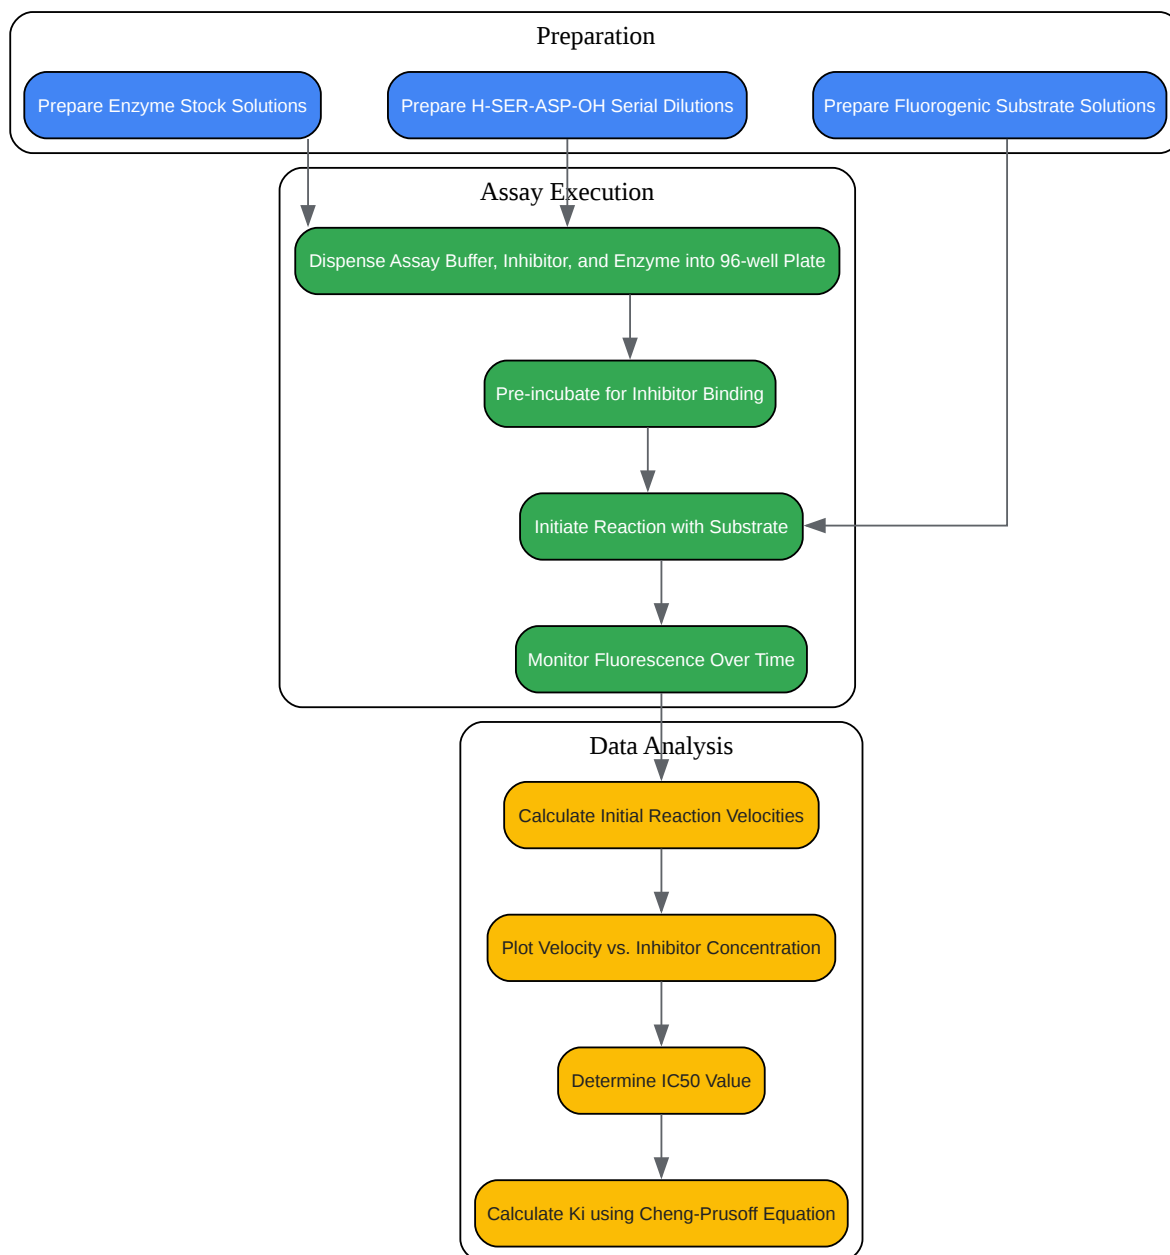 Preparation
Prepare Enzyme Stock Solutions
Prepare H-SER-ASP-OH Serial Dilutions
Prepare Fluorogenic Substrate Solutions
Assay Execution
Dispense Assay Buffer, Inhibitor, and Enzyme into 96-well Plate
Pre-incubate for Inhibitor Binding
Initiate Reaction with Substrate
Monitor Fluorescence Over Time
Data Analysis
Calculate Initial Reaction Velocities
Plot Velocity vs. Inhibitor Concentration
Determine IC50 Value
Calculate Ki using Cheng-Prusoff Equation